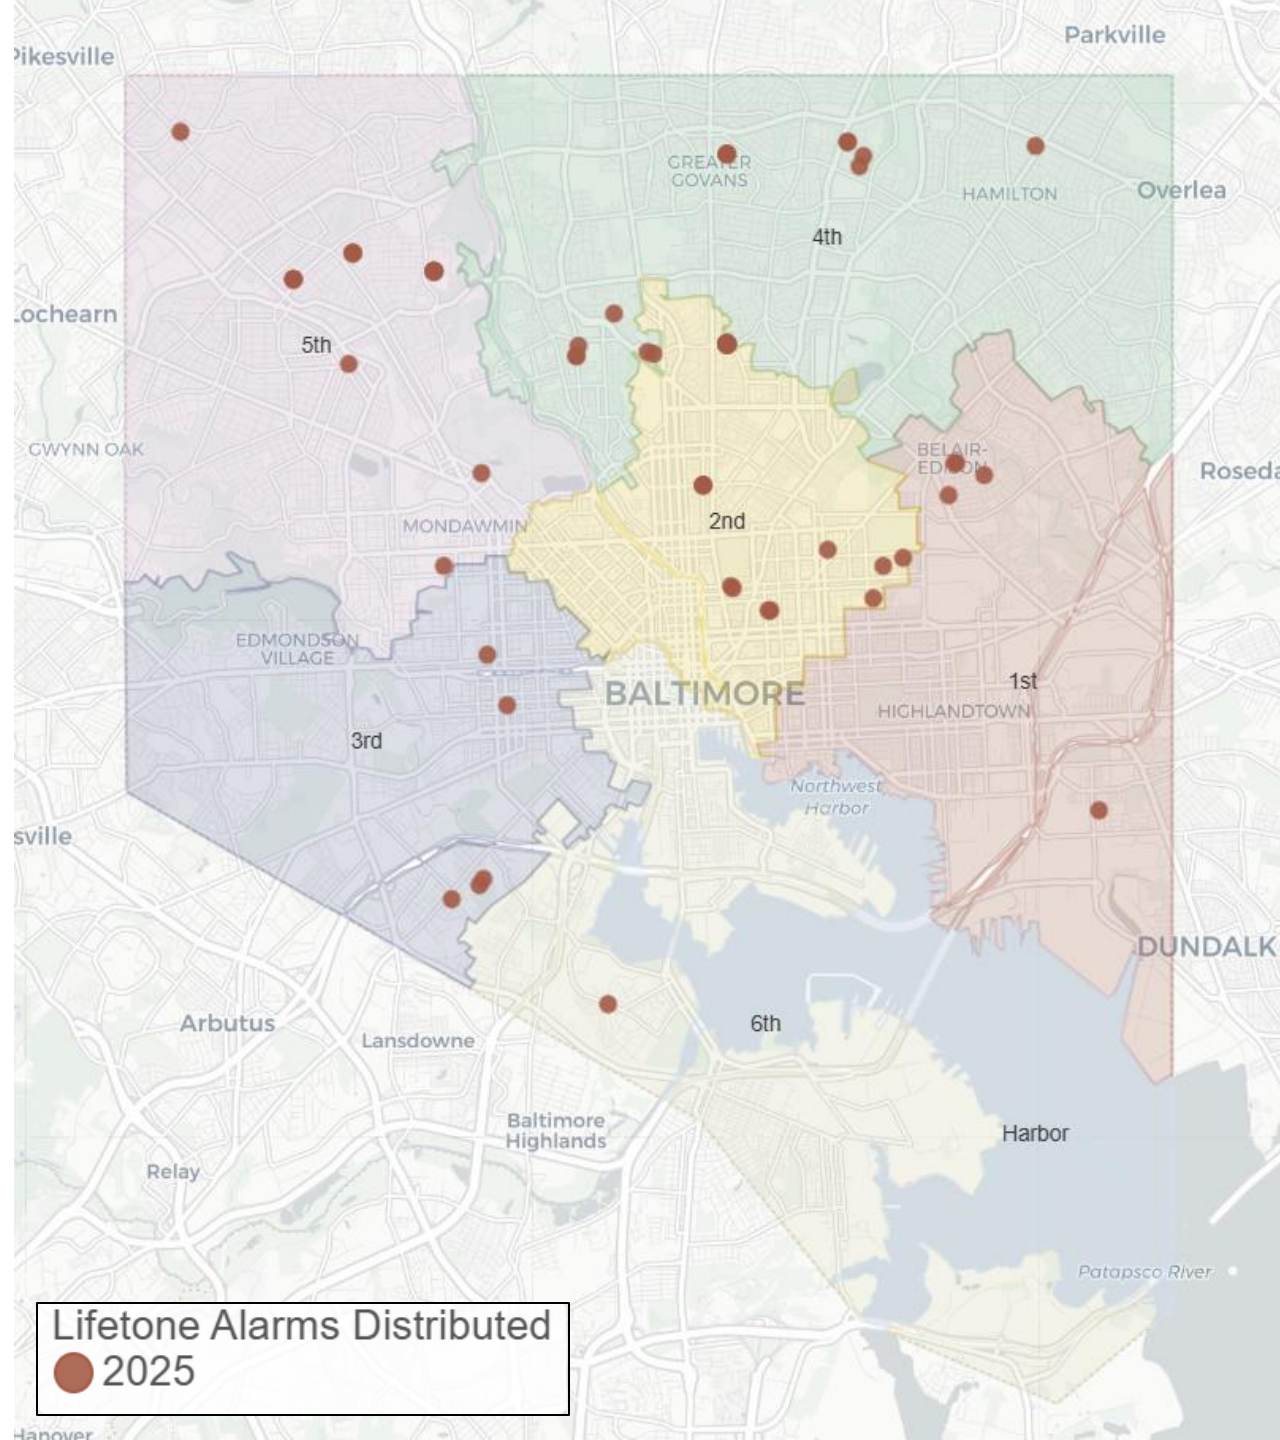 Parkville
Pikesville
GREATER
GOVANS
HAMILTON
Overlea
4th
Lochearn
5th
GWYNN OAK
BELAIR-
EDISON
2nd
MONDAWMIN
EDMONDSON
VILLAGE
BALTIMORE
1st
HIGHLANDTOWN
3rd
Northwest
Harbor
sville
DUNDALK
Arbutus
6th
Lansdowne
Baltimore
Highlands
Harbor
Relay
Patapsco River
Lifetone Alarms Distributed
2025
Hanover